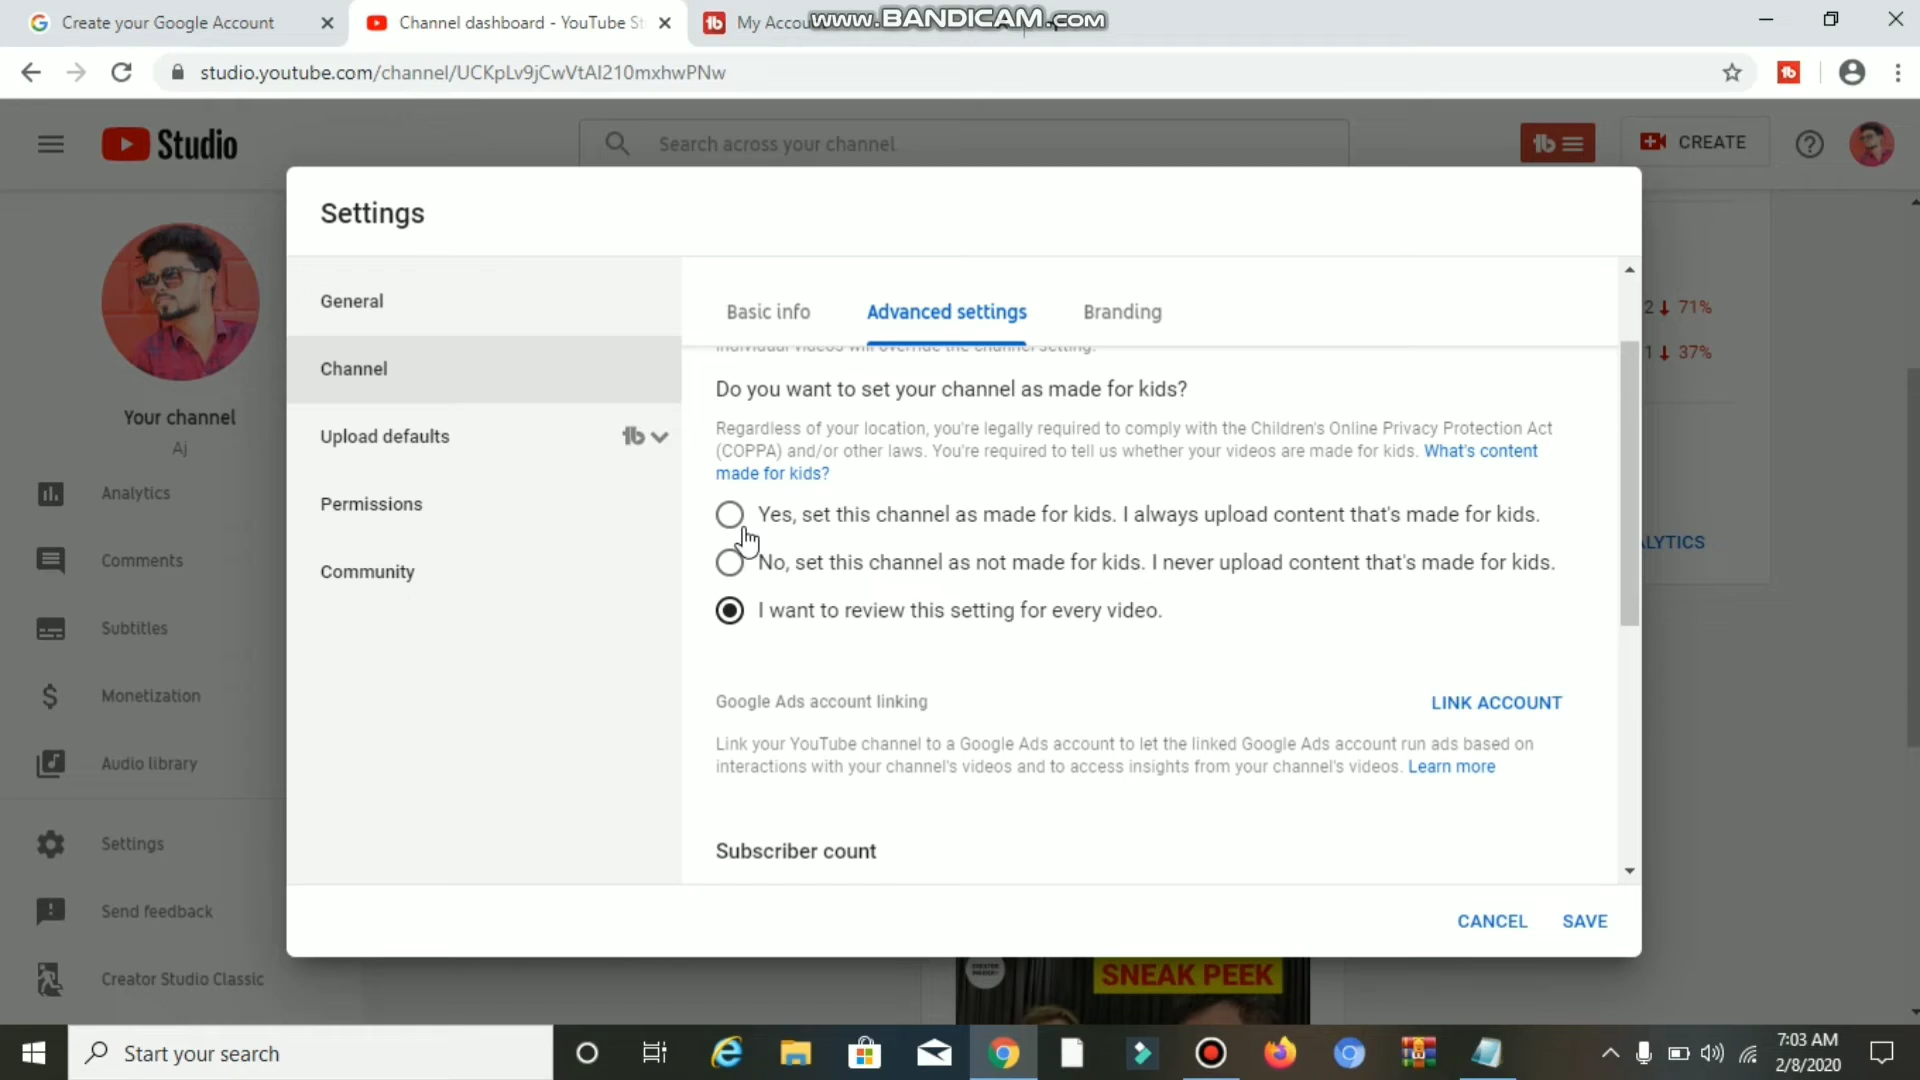 Create your Google Account
Channel dashboard - YouTube St
My Accou
www.BANDICAM.com
studio.youtube.com/channel/UCKpLv9jCwVtAI210mxhwPNw
Studio
Search across your channel
CREATE
Settings
General
Channel
Upload defaults
Permissions
Community
Your channel
Aj
Analytics
Comments
Subtitles
Monetization
Audio library
Settings
Send feedback
Creator Studio Classic
Basic info
Advanced settings
Branding
individual videos will override the channel setting.
Do you want to set your channel as made for kids?
Regardless of your location, you're legally required to comply with the Children's Online Privacy Protection Act
(COPPA) and/or other laws. You're required to tell us whether your videos are made for kids. What's content
made for kids?
Yes, set this channel as made for kids. I always upload content that's made for kids.
No, set this channel as not made for kids. I never upload content that's made for kids.
I want to review this setting for every video.
Google Ads account linking
LINK ACCOUNT
Link your YouTube channel to a Google Ads account to let the linked Google Ads account run ads based on
interactions with your channel's videos and to access insights from your channel's videos. Learn more
Subscriber count
CANCEL
SAVE
2 71%
1 37%
LYTICS
SNEAK PEEK
Start your search
7:03 AM
2/8/2020